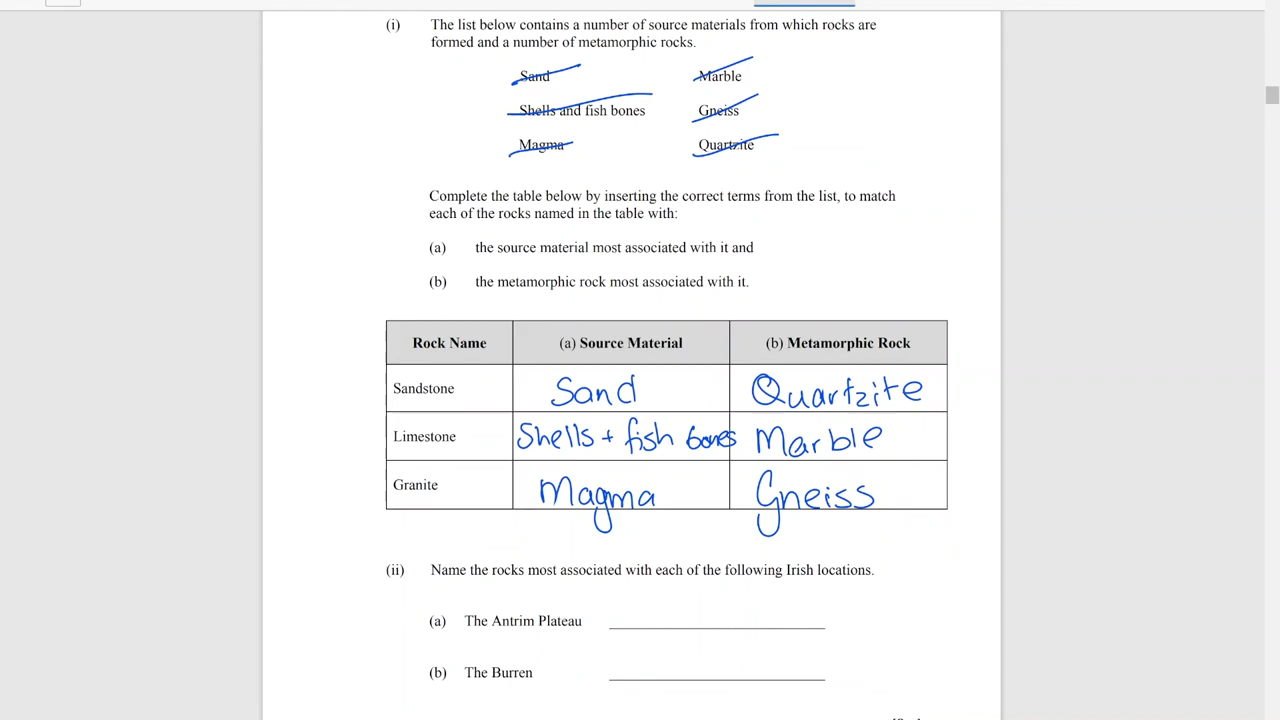 (i) The list below contains a number of source materials from which rocks are
formed and a number of metamorphic rocks.
Sand Marble
Shells and fish bones Gneiss
Magma Quartzite
Complete the table below by inserting the correct terms from the list, to match
each of the rocks named in the table with:
(a) the source material most associated with it and
(b) the metamorphic rock most associated with it.
Rock Name (a) Source Material (b) Metamorphic Rock
Sandstone Sand Quartzite
Limestone Shells + fish bones Marble
Granite Magma Gneiss
(ii) Name the rocks most associated with each of the following Irish locations.
(a) The Antrim Plateau
(b) The Burren